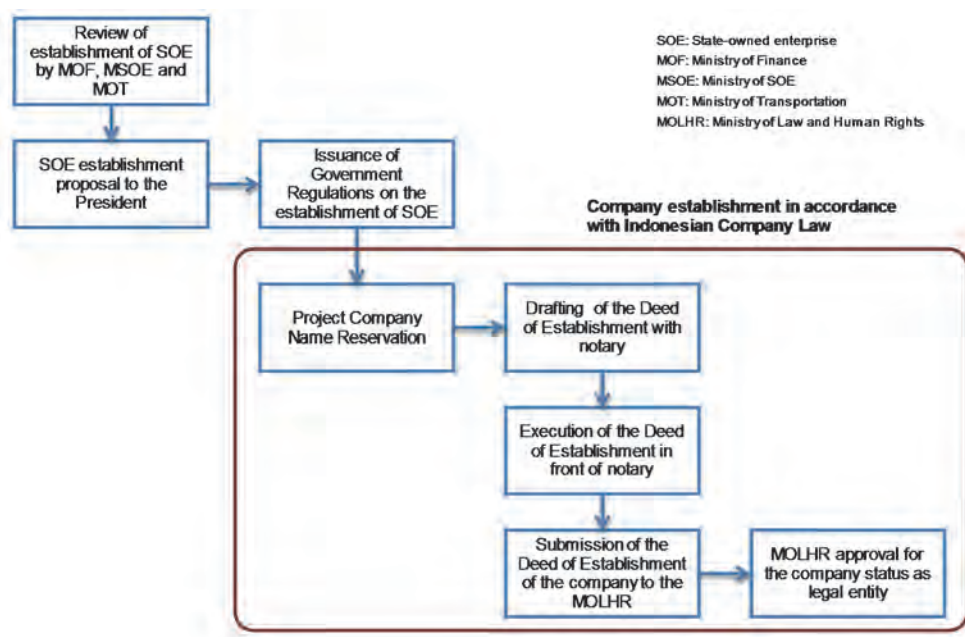 Review of
establishment of SOE
by MOF, MSOE and
MOT
SOE: State-owned enterprise
MOF: Ministry of Finance
MSOE: Ministry of SOE
MOT: Ministry of Transportation
MOLHR: Ministry of Law and Human Rights
SOE establishment
proposal to the
President
Issuance of
Government
Regulations on the
establishment of SOE
Company establishment in accordance
with Indonesian Company Law
Project Company
Name Reservation
Drafting of the Deed
of Establishment with
notary
Execution of the Deed
of Establishment in
front of notary
Submission of the
Deed of Establishment
of the company to the
MOLHR
MOLHR approval for
the company status as
legal entity